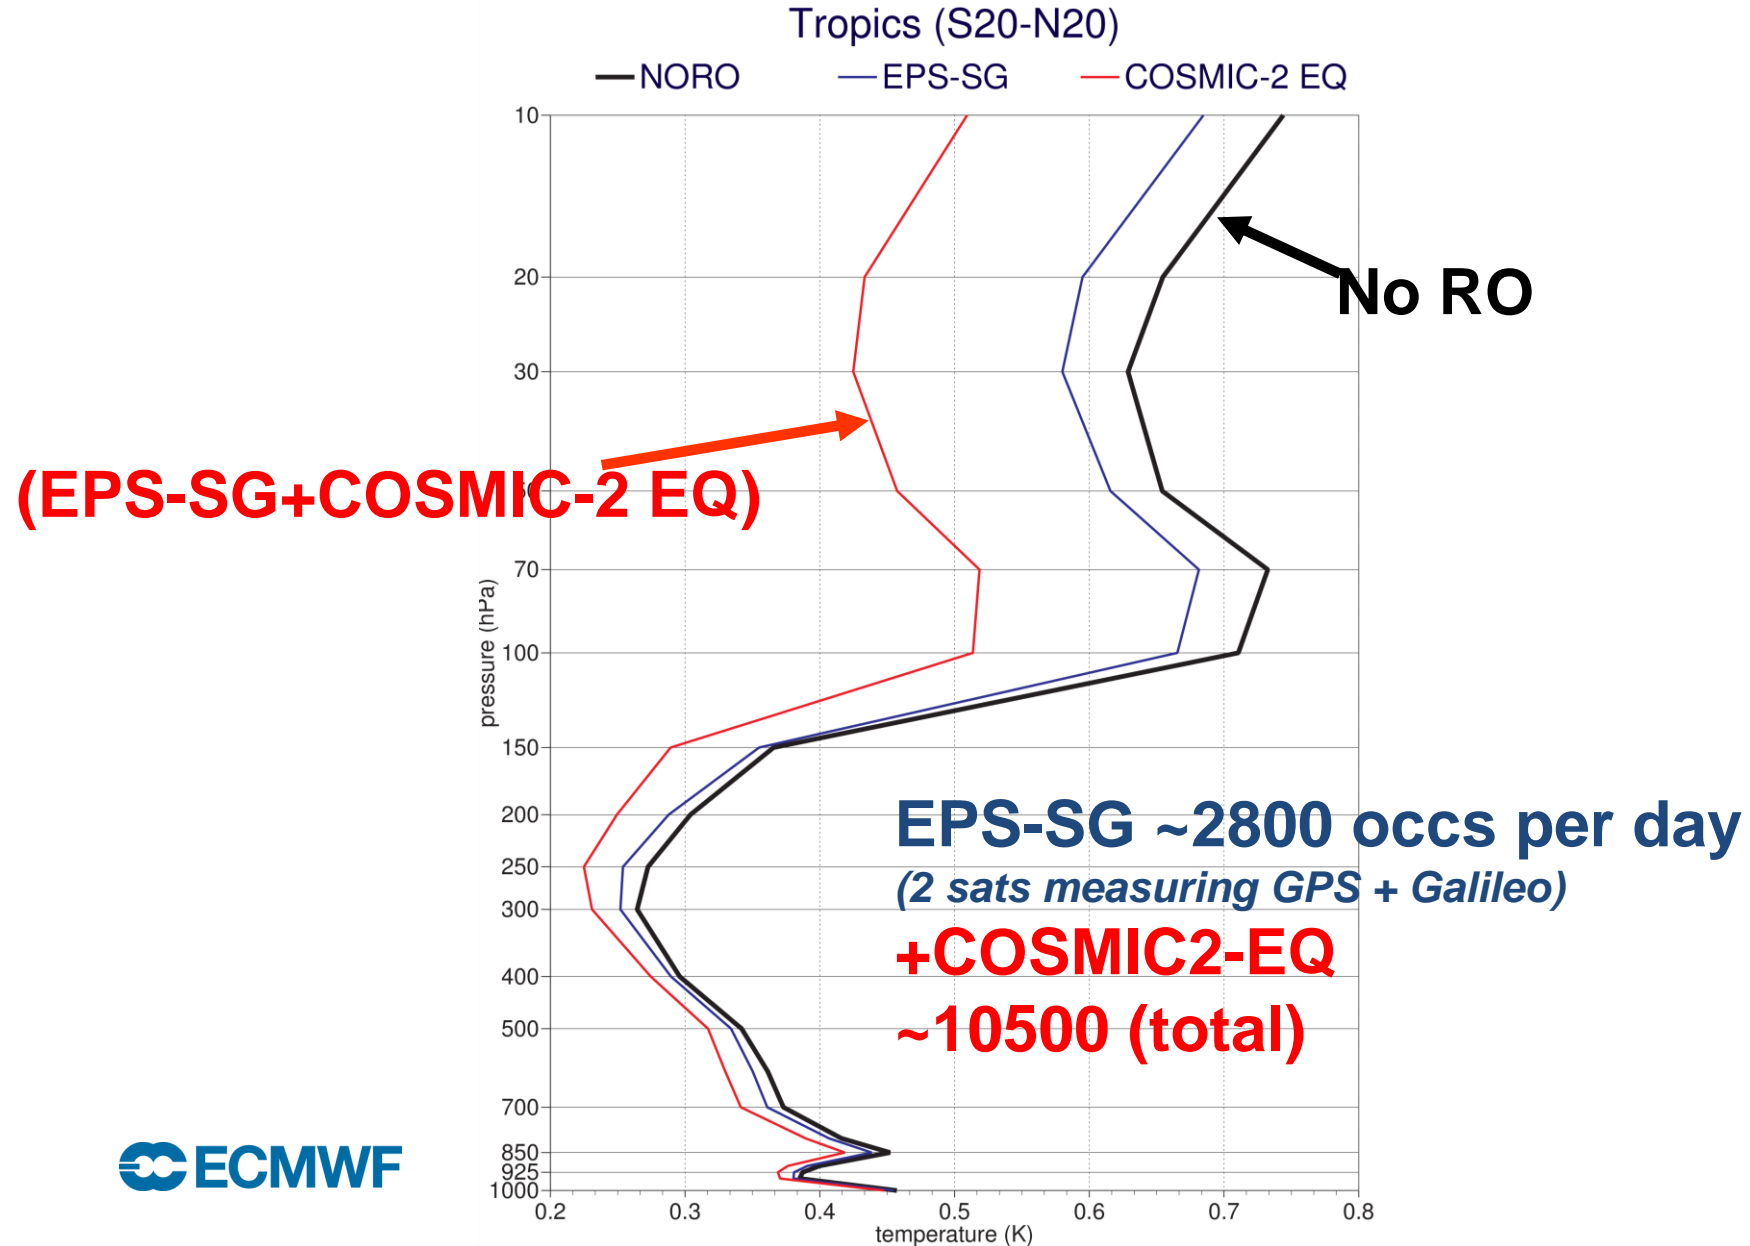 Tropics (S20-N20)
NORO EPS-SG COSMIC-2 EQ
10
20
No RO
30
(EPS-SG+COSMIC-2 EQ)
70
pressure (hPa)
100
150
200
EPS-SG ~2800 occs per day
250
(2 sats measuring GPS + Galileo)
300
+COSMIC2-EQ
400
500
~10500 (total)
700
850
925
1000
ECMWF
0.2 0.3 0.4 0.5 0.6 0.7 0.8
temperature (K)